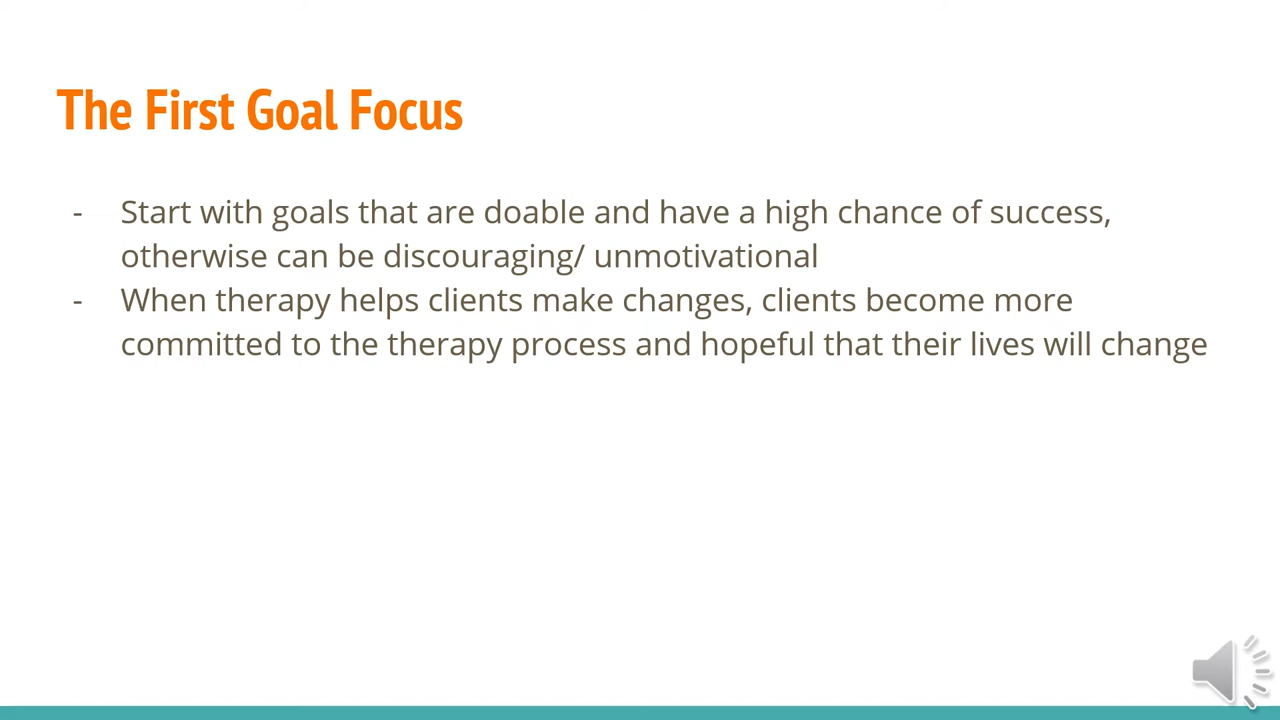 The First Goal Focus
- Start with goals that are doable and have a high chance of success,
otherwise can be discouraging/ unmotivational
- When therapy helps clients make changes, clients become more
committed to the therapy process and hopeful that their lives will change